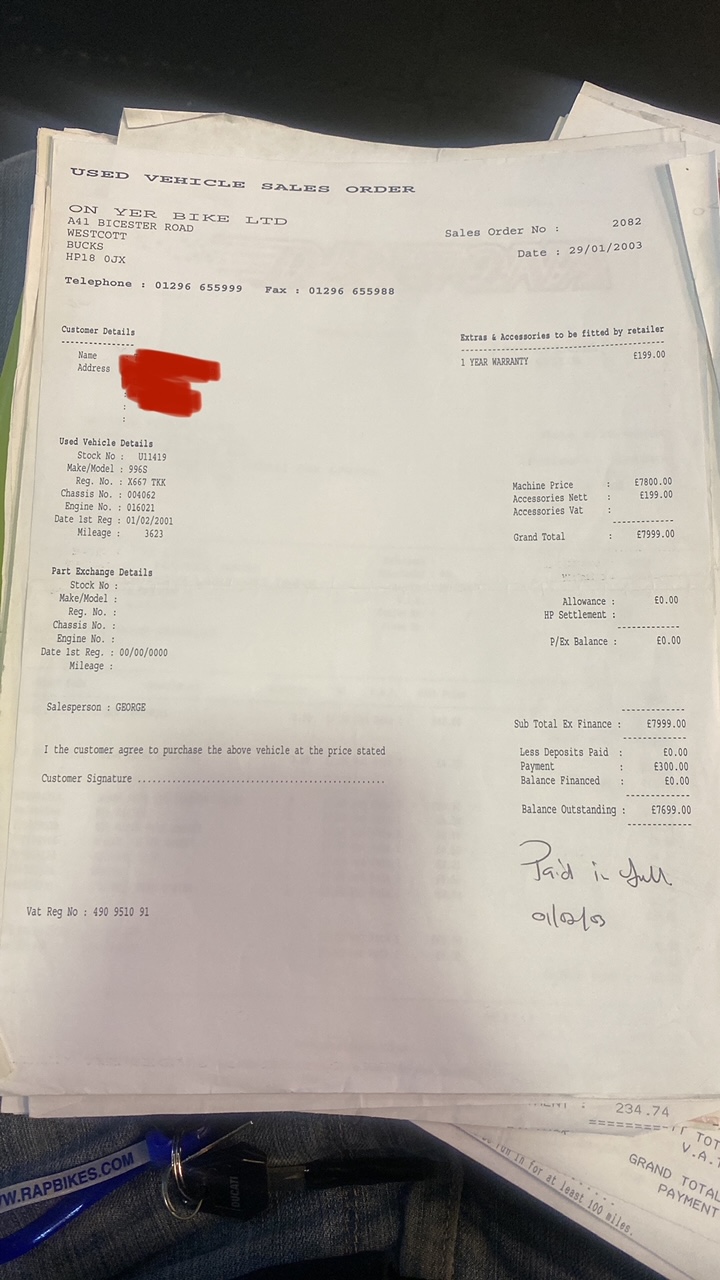 USED VEHICLE SALES ORDER
ON YER BIKE LTD
A41 BICESTER ROAD
WESTCOTT
BUCKS
HP18 0JX
Sales Order No : 2082
Date : 29/01/2003
Telephone : 01296 655999 Fax : 01296 655988
Customer Details
Name
Address
:
:
Extras & Accessories to be fitted by retailer
1 YEAR WARRANTY £199.00
Used Vehicle Details
Stock No : U11419
Make/Model : 996S
Reg. No. : X667 TKK
Chassis No. : 004062
Engine No. : 016021
Date 1st Reg : 01/02/2001
Mileage : 3623
Machine Price : £7800.00
Accessories Nett : £199.00
Accessories Vat :
Grand Total : £7999.00
Part Exchange Details
Stock No :
Make/Model :
Reg. No. :
Chassis No. :
Engine No. :
Date 1st Reg. : 00/00/0000
Mileage :
Allowance : £0.00
HP Settlement :
P/Ex Balance : £0.00
Salesperson : GEORGE
Sub Total Ex Finance : £7999.00
I the customer agree to purchase the above vehicle at the price stated
Customer Signature ................................................
Less Deposits Paid : £0.00
Payment : £300.00
Balance Financed : £0.00
Balance Outstanding : £7699.00
Paid in full
01/02/03
Vat Reg No : 490 9510 91
234.74
V.A.T
GRAND TOTAL
PAYMENT
run in for at least 100 miles.
WW.RAPBIKES.COM
DUCATI